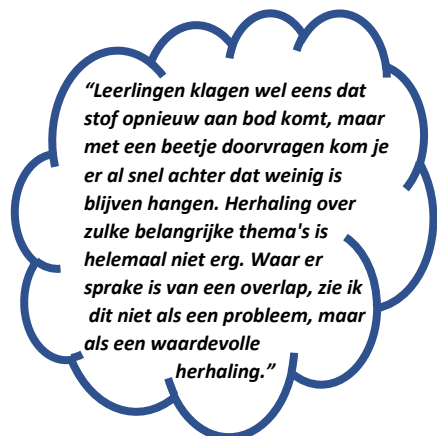 “Leerlingen klagen wel eens dat
stof opnieuw aan bod komt, maar
met een beetje doorvragen kom je
er al snel achter dat weinig is
blijven hangen. Herhaling over
zulke belangrijke thema's is
helemaal niet erg. Waar er
sprake is van een overlap, zie ik
dit niet als een probleem, maar
als een waardevolle
herhaling.”